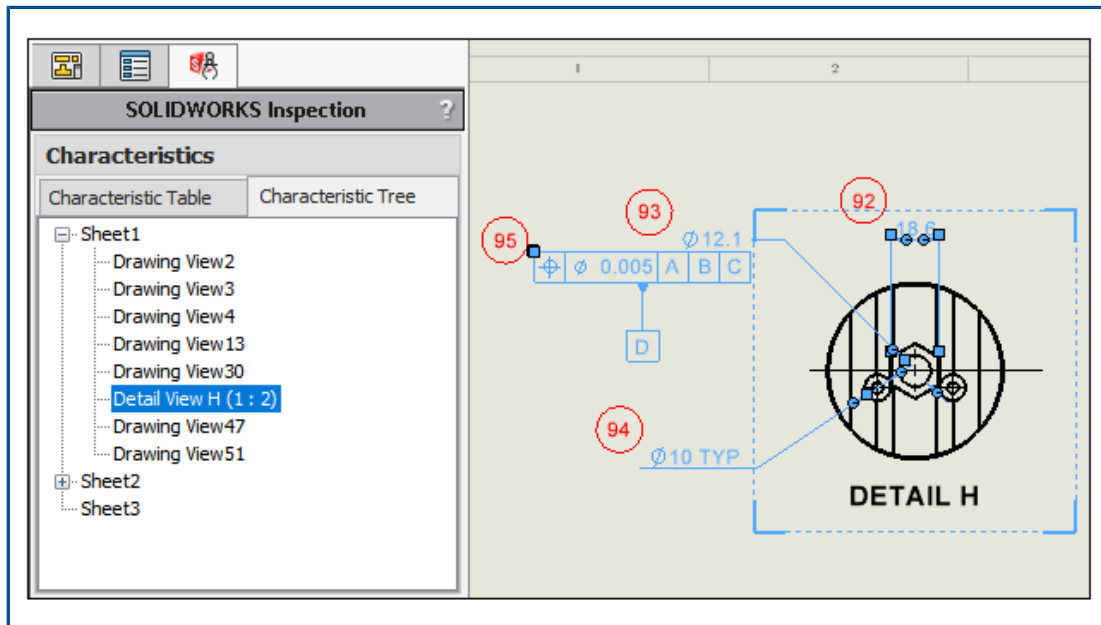 SOLIDWORKS Inspection ?
Characteristics
Characteristic Table Characteristic Tree
Sheet1
Drawing View2
Drawing View3
Drawing View4
Drawing View13
Drawing View30
Detail View H (1 : 2)
Drawing View47
Drawing View51
Sheet2
Sheet3
1 2
92
93
18.6
95
Ø12.1
⌖ Ø 0.005 A B C
D
94
Ø10 TYP
DETAIL H